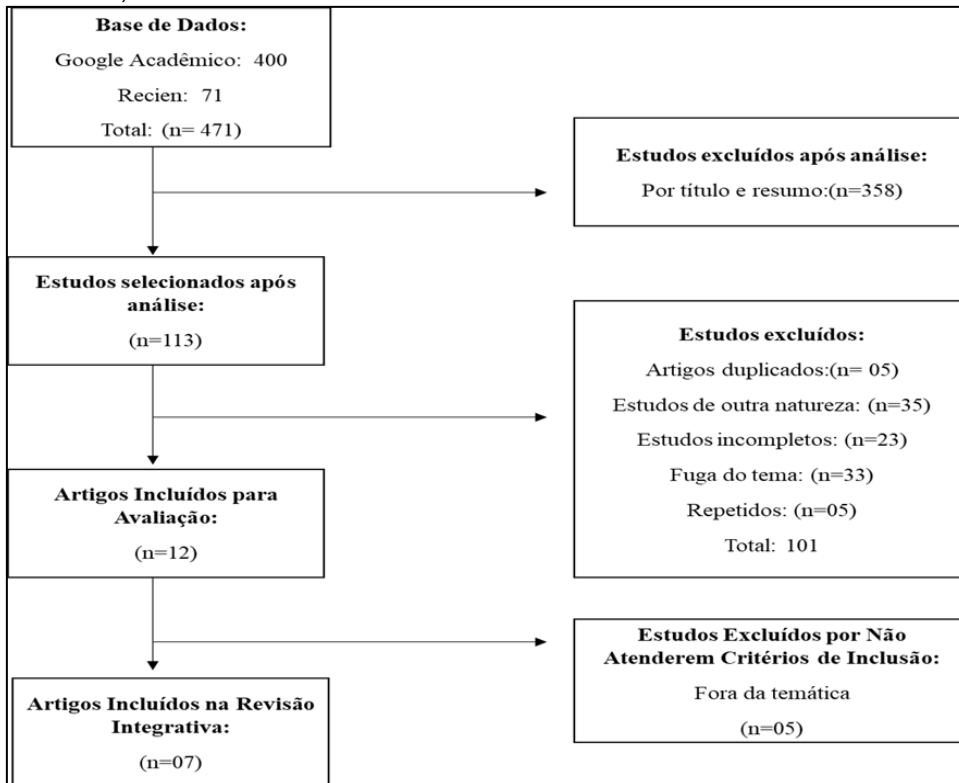 Base de Dados:
Google Acadêmico:  400
Recien:  71
Total: (n= 471)
Estudos excluídos após análise:
Por título e resumo:(n=358)
Estudos selecionados após
análise:
(n=113)
Estudos excluídos:
Artigos duplicados:(n= 05)
Estudos de outra natureza: (n=35)
Estudos incompletos: (n=23)
Fuga do tema: (n=33)
Repetidos: (n=05)
Total:  101
Artigos Incluídos para
Avaliação:
(n=12)
Estudos Excluídos por Não
Atenderem Critérios de Inclusão:
Fora da temática
(n=05)
Artigos Incluídos na Revisão
Integrativa:
(n=07)